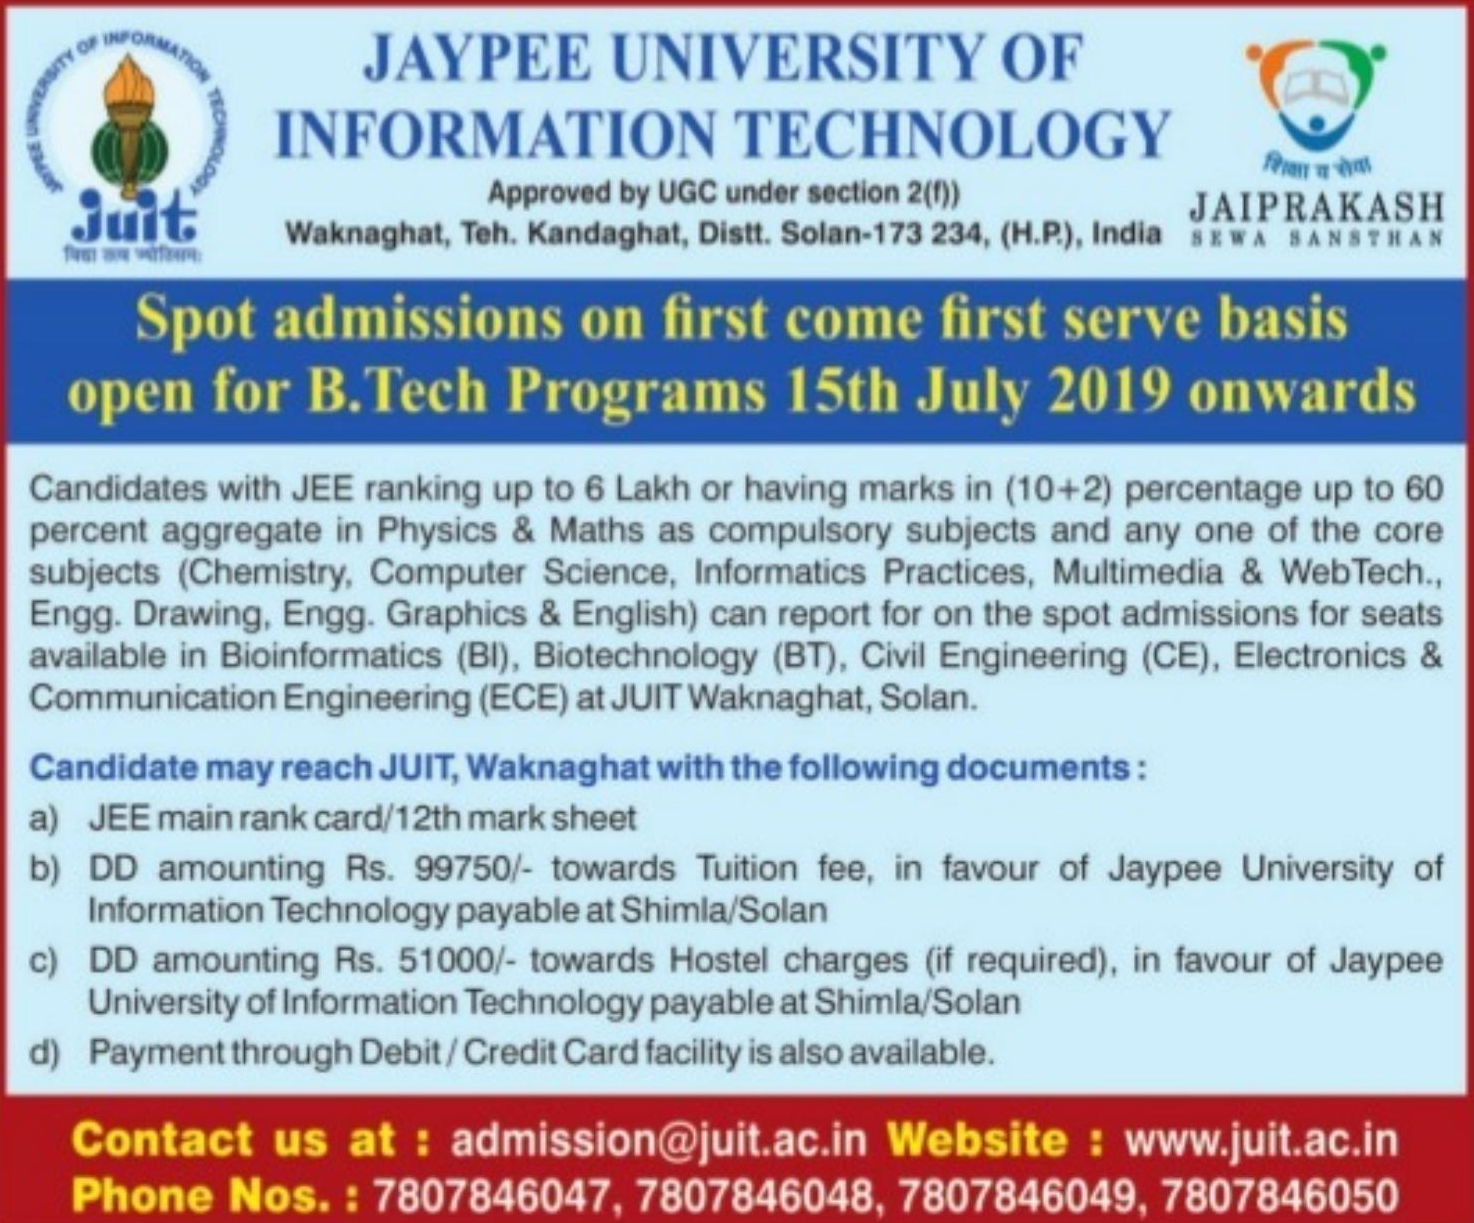 JAYPEE UNIVERSITY OF INFORMATION TECHNOLOGY
JAYPEE UNIVERSITY OF
INFORMATION TECHNOLOGY
Approved by UGC under section 2(f))
Waknaghat, Teh. Kandaghat, Distt. Solan-173 234, (H.P.), India
juit
विद्या तत्व ज्योतिसमः
शिक्षा व सेवा
JAIPRAKASH
SEWA SANSTHAN
Spot admissions on first come first serve basis
open for B.Tech Programs 15th July 2019 onwards
Candidates with JEE ranking up to 6 Lakh or having marks in (10+2) percentage up to 60
percent aggregate in Physics & Maths as compulsory subjects and any one of the core
subjects (Chemistry, Computer Science, Informatics Practices, Multimedia & WebTech.,
Engg. Drawing, Engg. Graphics & English) can report for on the spot admissions for seats
available in Bioinformatics (BI), Biotechnology (BT), Civil Engineering (CE), Electronics &
Communication Engineering (ECE) at JUIT Waknaghat, Solan.
Candidate may reach JUIT, Waknaghat with the following documents :
a) JEE main rank card/12th mark sheet
b) DD amounting Rs. 99750/- towards Tuition fee, in favour of Jaypee University of
Information Technology payable at Shimla/Solan
c) DD amounting Rs. 51000/- towards Hostel charges (if required), in favour of Jaypee
University of Information Technology payable at Shimla/Solan
d) Payment through Debit / Credit Card facility is also available.
Contact us at : admission@juit.ac.in Website : www.juit.ac.in
Phone Nos. : 7807846047, 7807846048, 7807846049, 7807846050